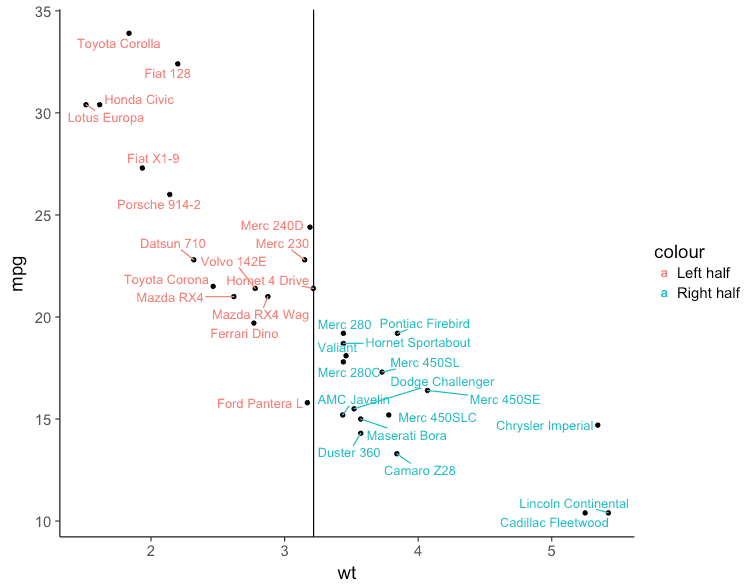 35
Toyota Corolla
Fiat 128
30
Honda Civic
Lotus Europa
Fiat X1-9
Porsche 914-2
25
Merc 240D
Datsun 710
Merc 230
Volvo 142E
Toyota Corona
Hornet 4 Drive
Mazda RX4
Mazda RX4 Wag
20
Ferrari Dino
Merc 280
Pontiac Firebird
Hornet Sportabout
Valiant
Merc 450SL
Merc 280C
Dodge Challenger
AMC Javelin
Merc 450SE
Ford Pantera L
15
Merc 450SLC
Chrysler Imperial
Maserati Bora
Duster 360
Camaro Z28
Lincoln Continental
Cadillac Fleetwood
10
mpg
2
3
4
5
wt
colour
a Left half
a Right half